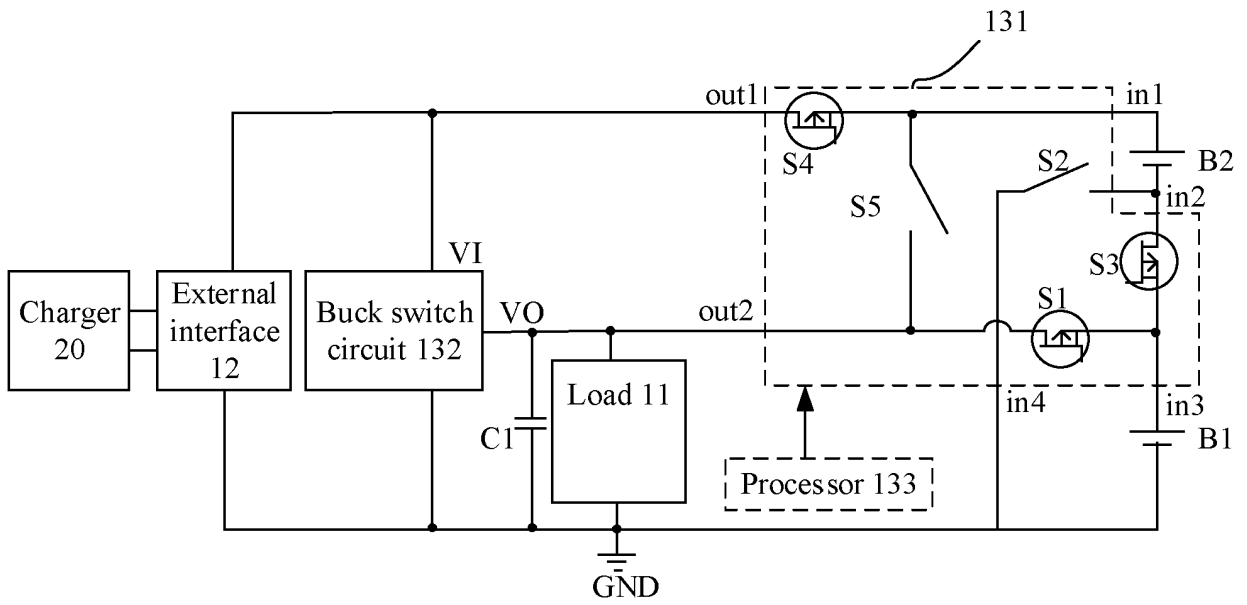 131
out1
in1
S4
S2
B2
in2
S5
S3
VI
Charger
20
External
interface
12
Buck switch
circuit 132
VO
out2
S1
Load 11
C1
in4
in3
B1
Processor 133
GND